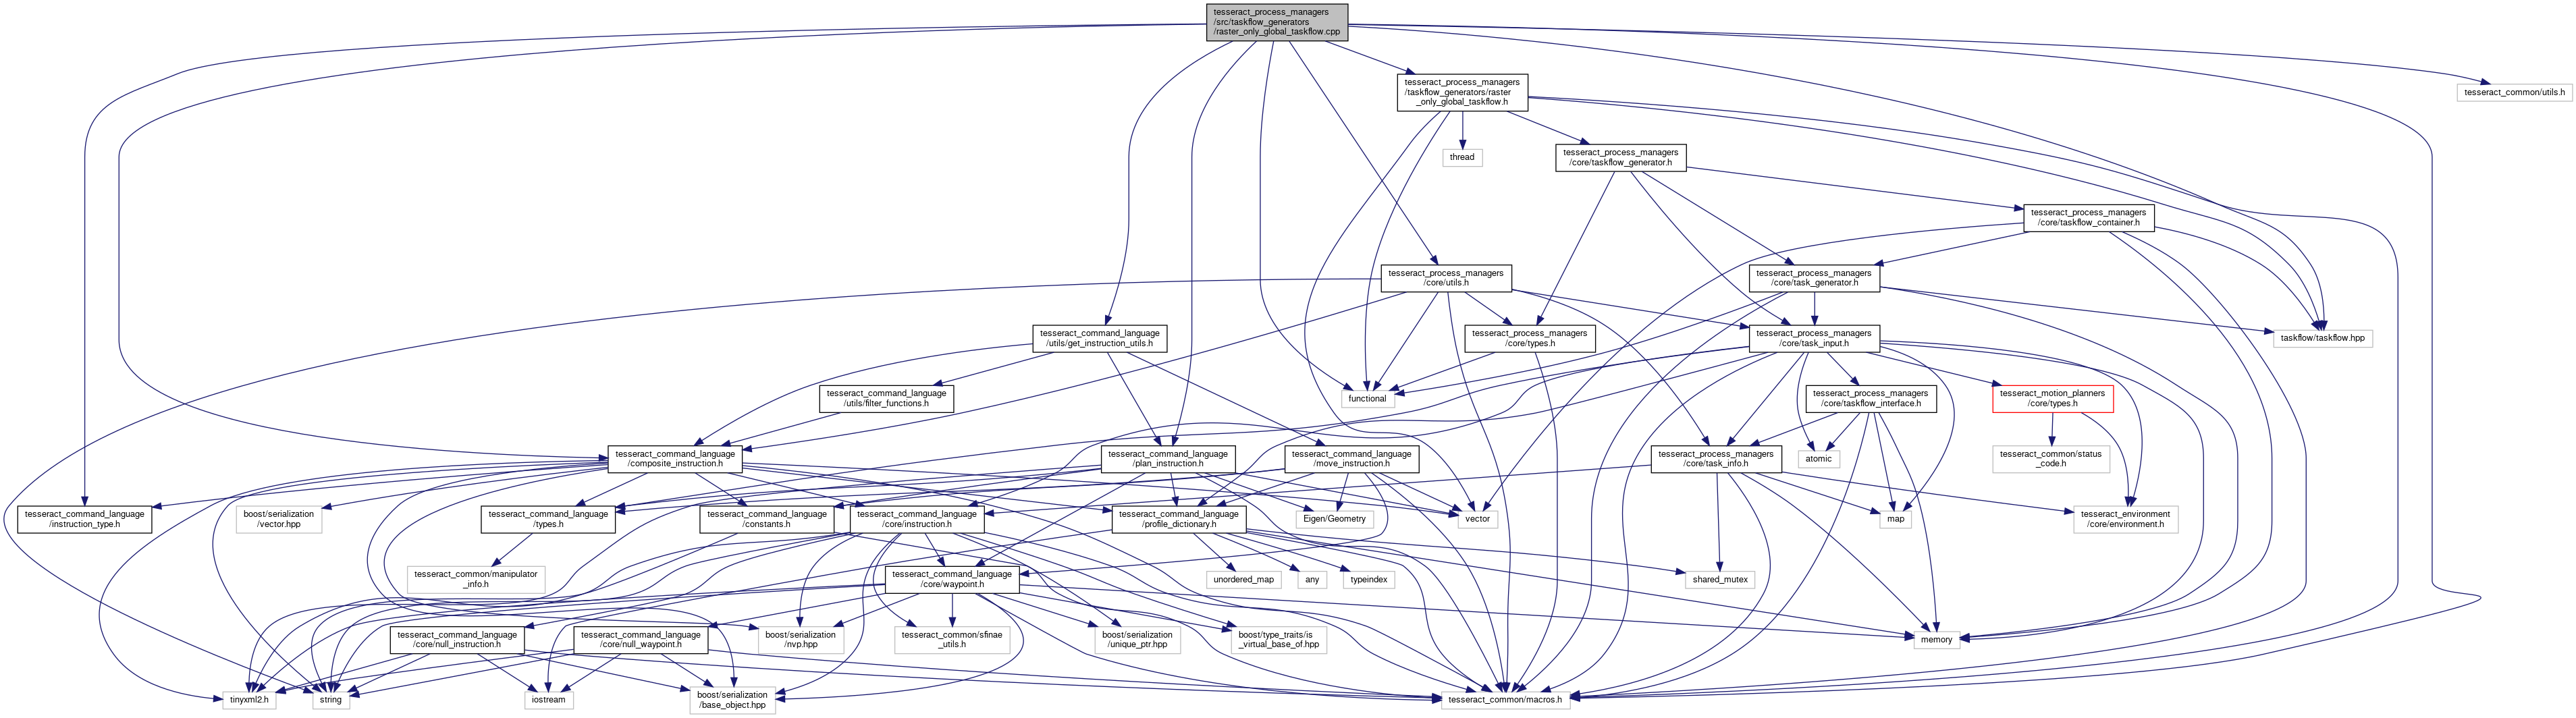 tesseract_process_managers
/src/taskflow_generators
/raster_only_global_taskflow.cpp
tesseract_process_managers
/taskflow_generators/raster
_only_global_taskflow.h
tesseract_common/utils.h
thread
tesseract_process_managers
/core/taskflow_generator.h
tesseract_process_managers
/core/taskflow_container.h
tesseract_process_managers
/core/utils.h
tesseract_process_managers
/core/task_generator.h
tesseract_command_language
/utils/get_instruction_utils.h
tesseract_process_managers
/core/types.h
tesseract_process_managers
/core/task_input.h
taskflow/taskflow.hpp
tesseract_command_language
/utils/filter_functions.h
functional
tesseract_process_managers
/core/taskflow_interface.h
tesseract_motion_planners
/core/types.h
tesseract_command_language
/composite_instruction.h
tesseract_command_language
/plan_instruction.h
tesseract_command_language
/move_instruction.h
tesseract_process_managers
/core/task_info.h
atomic
tesseract_common/status
_code.h
tesseract_command_language
/instruction_type.h
boost/serialization
/vector.hpp
tesseract_command_language
/types.h
tesseract_command_language
/constants.h
tesseract_command_language
/core/instruction.h
tesseract_command_language
/profile_dictionary.h
Eigen/Geometry
vector
map
tesseract_environment
/core/environment.h
tesseract_common/manipulator
_info.h
tesseract_command_language
/core/waypoint.h
unordered_map
any
typeindex
shared_mutex
tesseract_command_language
/core/null_instruction.h
tesseract_command_language
/core/null_waypoint.h
boost/serialization
/nvp.hpp
tesseract_common/sfinae
_utils.h
boost/serialization
/unique_ptr.hpp
boost/type_traits/is
_virtual_base_of.hpp
memory
tinyxml2.h
string
iostream
boost/serialization
/base_object.hpp
tesseract_common/macros.h